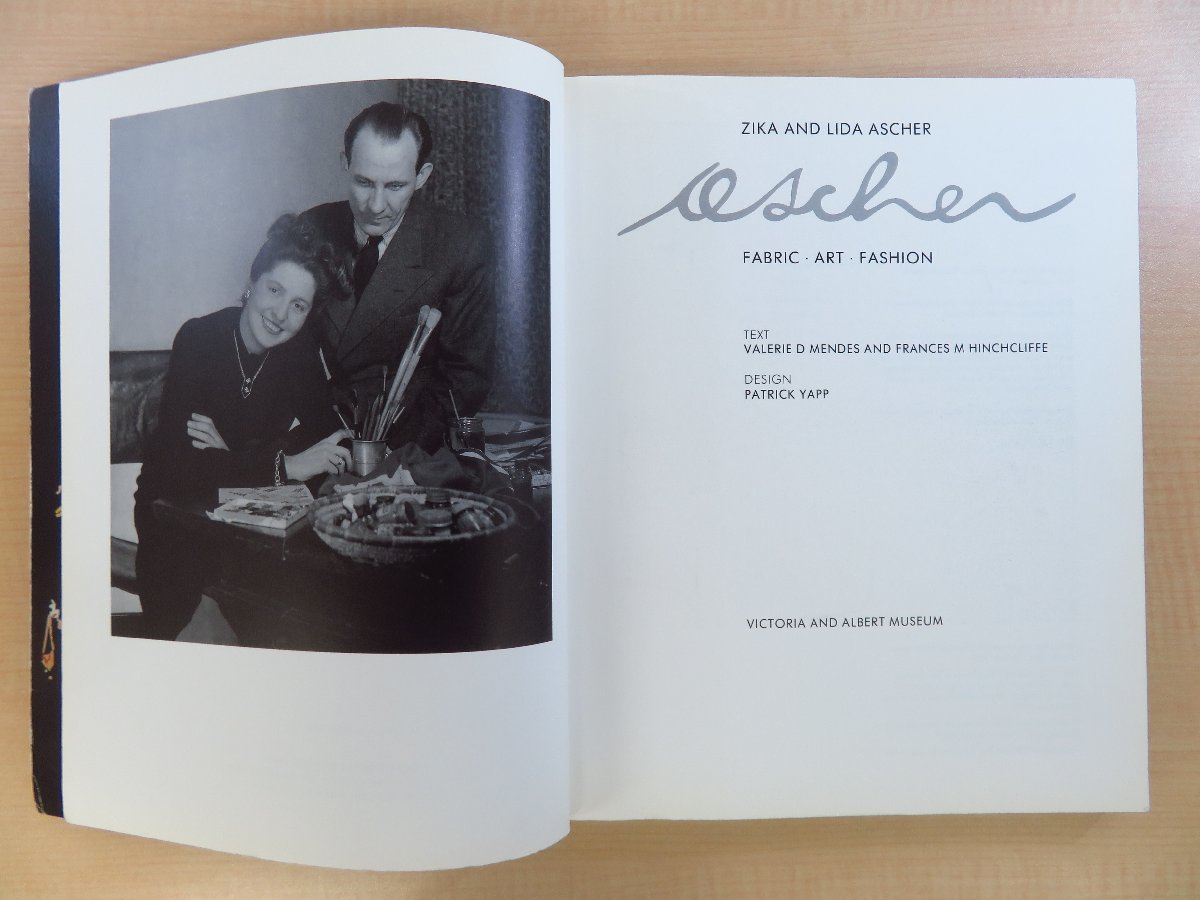 ZIKA AND LIDA ASCHER
ascher
FABRIC · ART · FASHION
TEXT
VALERIE D MENDES AND FRANCES M HINCHCLIFFE
DESIGN
PATRICK YAPP
VICTORIA AND ALBERT MUSEUM